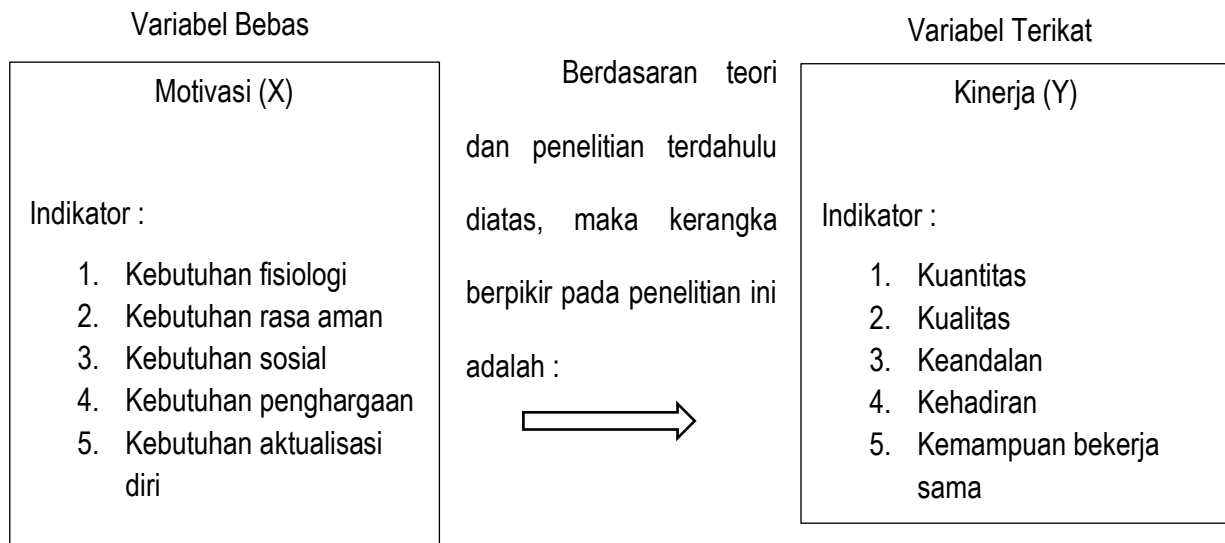 Variabel Bebas
Motivasi (X)
Indikator :
1. Kebutuhan fisiologi
2. Kebutuhan rasa aman
3. Kebutuhan sosial
4. Kebutuhan penghargaan
5. Kebutuhan aktualisasi
diri
Berdasaran teori
dan penelitian terdahulu
diatas, maka kerangka
berpikir pada penelitian ini
adalah :
Variabel Terikat
Kinerja (Y)
Indikator :
1. Kuantitas
2. Kualitas
3. Keandalan
4. Kehadiran
5. Kemampuan bekerja
sama